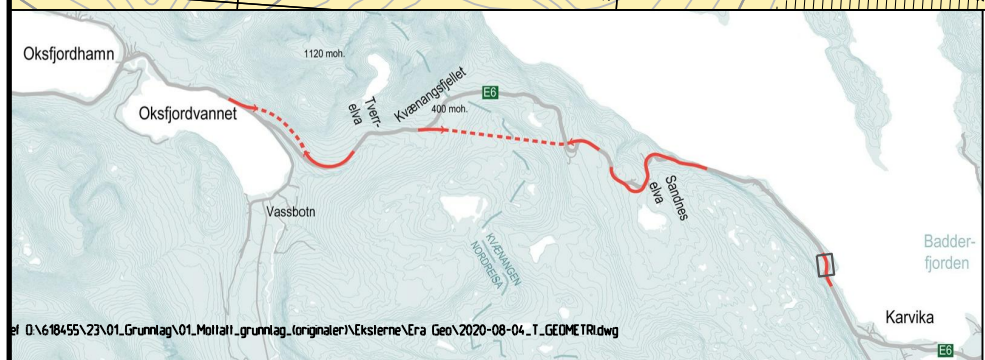 Oksfjordhamn
1120 moh.
Oksfjordvannet
Tverr-
elva
Kvænangsfjellet
400 moh.
E6
Sandnes
elva
Vassbotn
KVÆNANGEN
NORDREISA
Badder-
fjorden
Karvika
E6
ef O:\618455\23\01_Grunnlag\01_Mottatt_grunnlag_(originaler)\Eksterne\Era Geo\2020-08-04_T_GEOMETRI.dwg